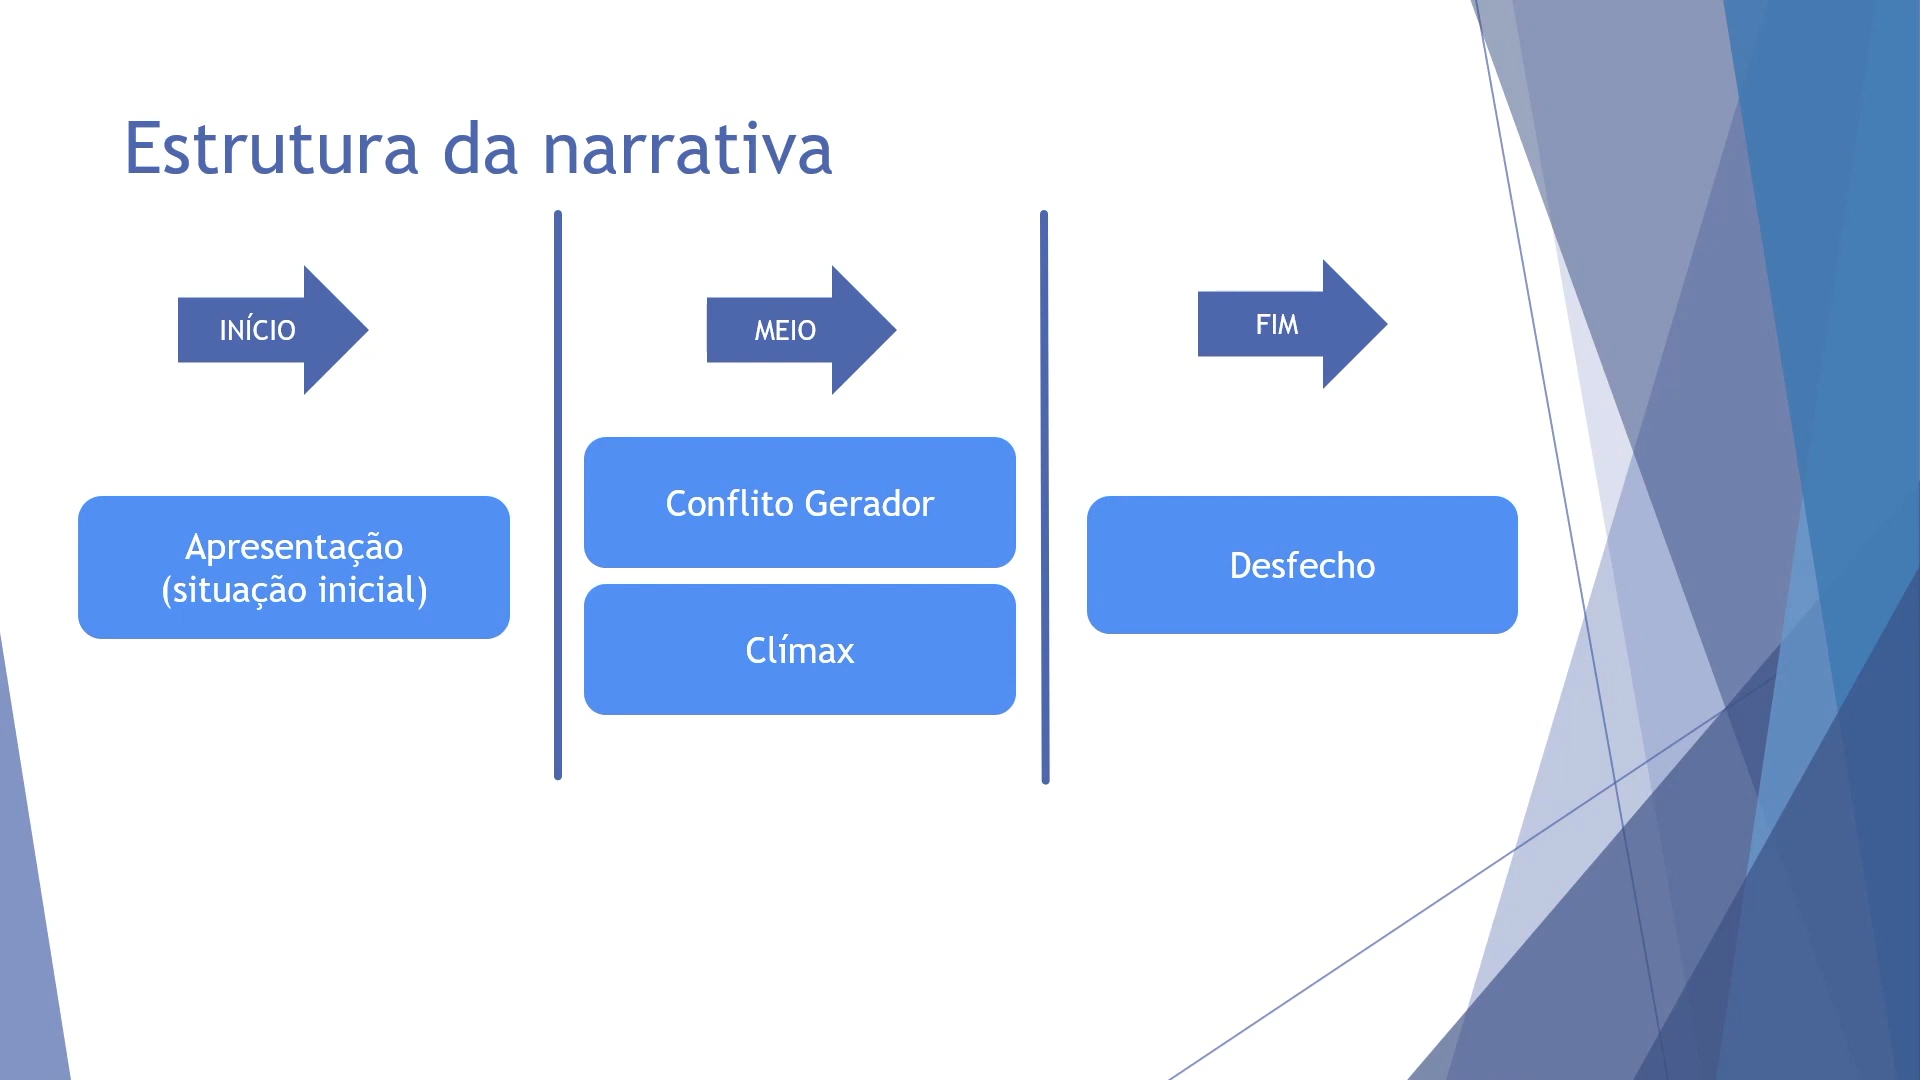 Estrutura da narrativa
INÍCIO
MEIO
FIM
Apresentação
(situação inicial)
Conflito Gerador
Clímax
Desfecho